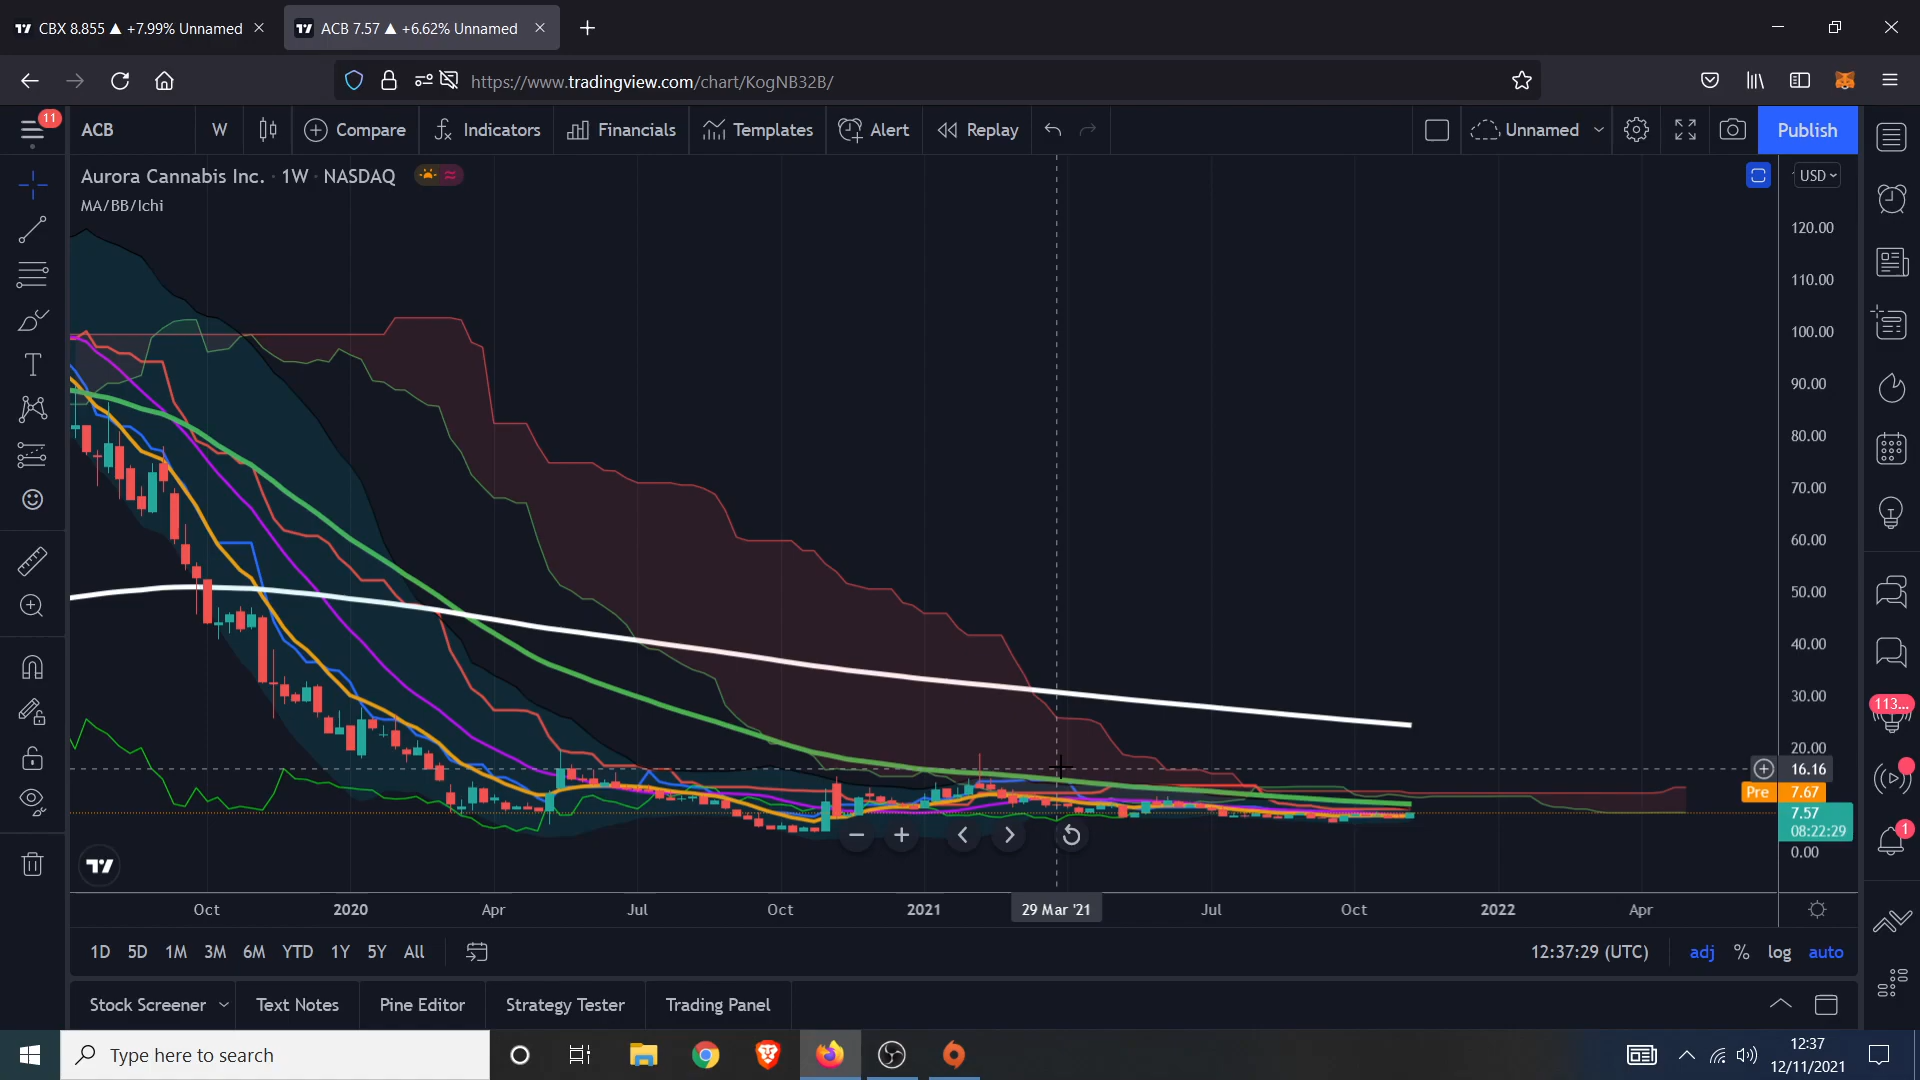 CBX 8.855 ▲ +7.99% Unnamed
ACB 7.57 ▲ +6.62% Unnamed
https://www.tradingview.com/chart/KogNB32B/
11
ACB W Compare Indicators Financials Templates Alert Replay Unnamed Publish
Aurora Cannabis Inc. · 1W · NASDAQ
USD
MA/BB/Ichi
120.00
110.00
100.00
90.00
80.00
70.00
60.00
50.00
40.00
30.00
113...
20.00
16.16
Pre 7.67
7.57
08:22:29
1
0.00
Oct 2020 Apr Jul Oct 2021 29 Mar '21 Jul Oct 2022 Apr
1D 5D 1M 3M 6M YTD 1Y 5Y All 12:37:29 (UTC) adj % log auto
Stock Screener Text Notes Pine Editor Strategy Tester Trading Panel
Type here to search
12:37
12/11/2021